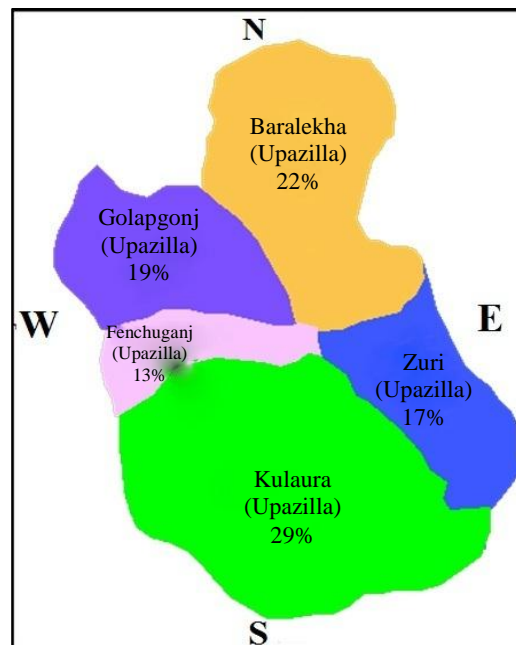 N
Baralekha
(Upazilla)
22%
Golapgonj
(Upazilla)
19%
W
E
Fenchuganj
(Upazilla)
13%
Zuri
(Upazilla)
17%
Kulaura
(Upazilla)
29%
S